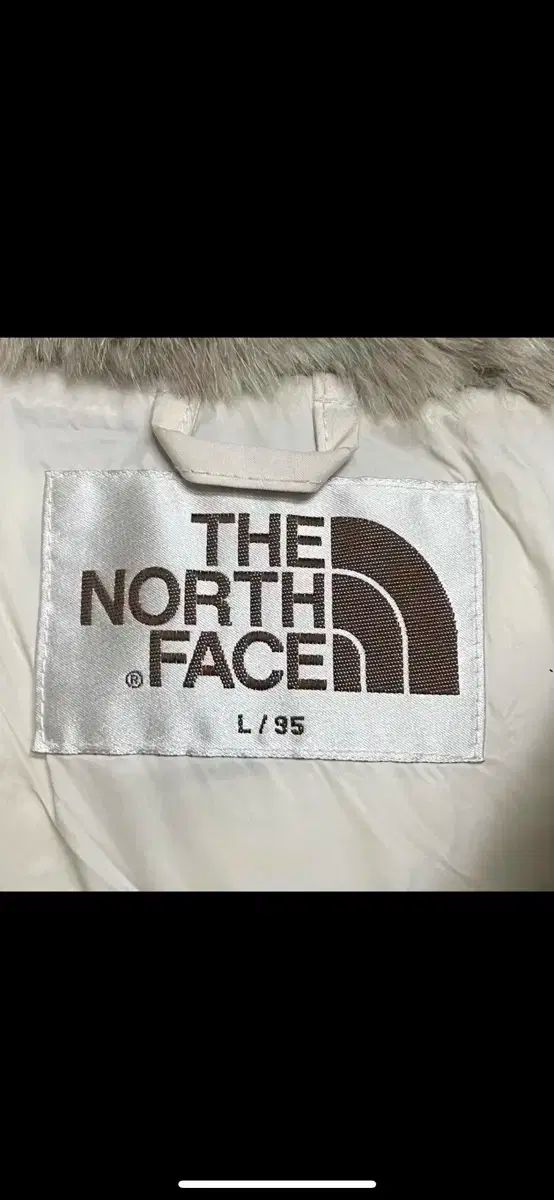 THE
NORTH
FACE
®
L / 95